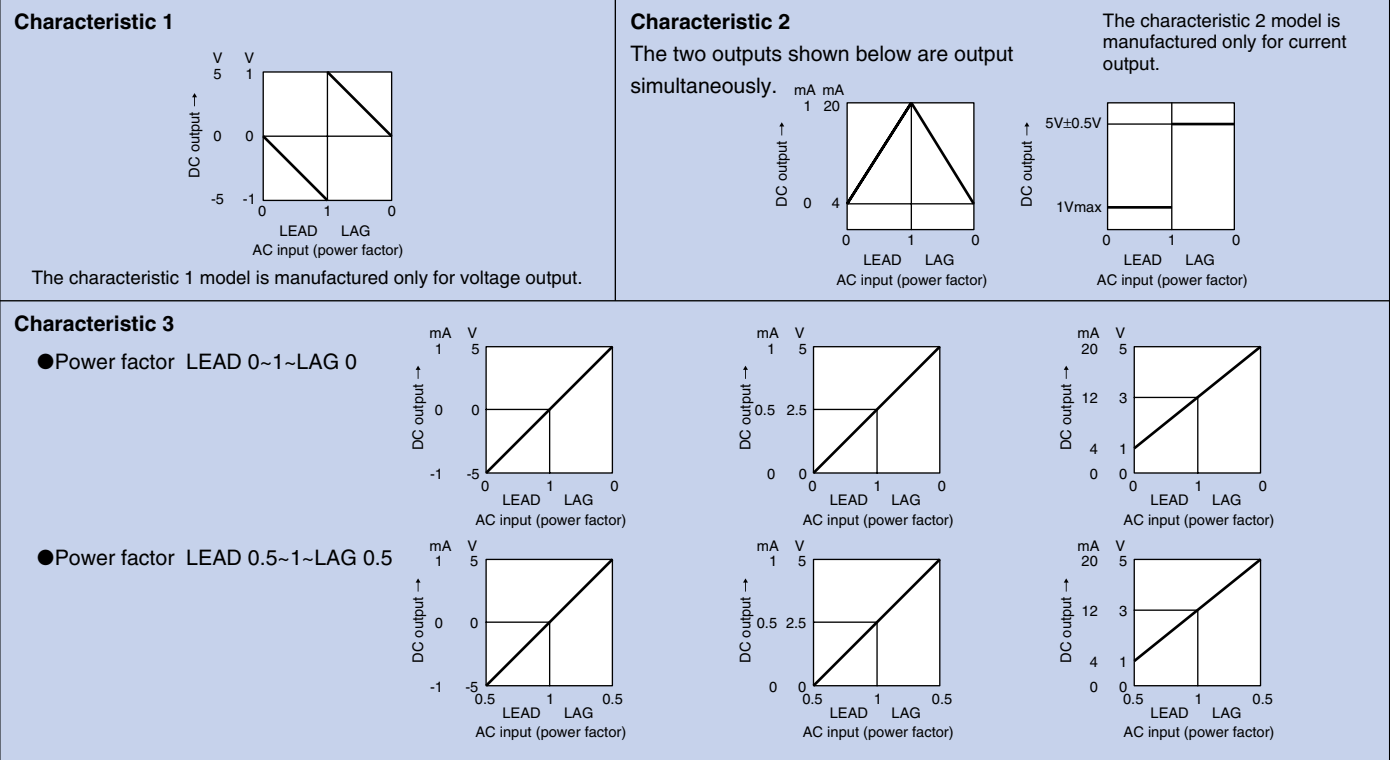 Characteristic 1
V V
5 1
DC output →
0 0
-5 -1
0 1 0
LEAD LAG
AC input (power factor)
The characteristic 1 model is manufactured only for voltage output.
Characteristic 2
The two outputs shown below are output
simultaneously.
The characteristic 2 model is
manufactured only for current
output.
mA mA
1 20
DC output →
0 4
0 1 0
LEAD LAG
AC input (power factor)
5V±0.5V
DC output →
1Vmax
0 1 0
LEAD LAG
AC input (power factor)
Characteristic 3
●Power factor LEAD 0~1~LAG 0
mA V
1 5
DC output →
0 0
-1 -5
0 1 0
LEAD LAG
AC input (power factor)
mA V
1 5
DC output →
0.5 2.5
0 0
0 1 0
LEAD LAG
AC input (power factor)
mA V
20 5
DC output →
12 3
4 1
0 0
0 1 0
LEAD LAG
AC input (power factor)
●Power factor LEAD 0.5~1~LAG 0.5
mA V
1 5
DC output →
0 0
-1 -5
0.5 1 0.5
LEAD LAG
AC input (power factor)
mA V
1 5
DC output →
0.5 2.5
0 0
0.5 1 0.5
LEAD LAG
AC input (power factor)
mA V
20 5
DC output →
12 3
4 1
0 0
0.5 1 0.5
LEAD LAG
AC input (power factor)